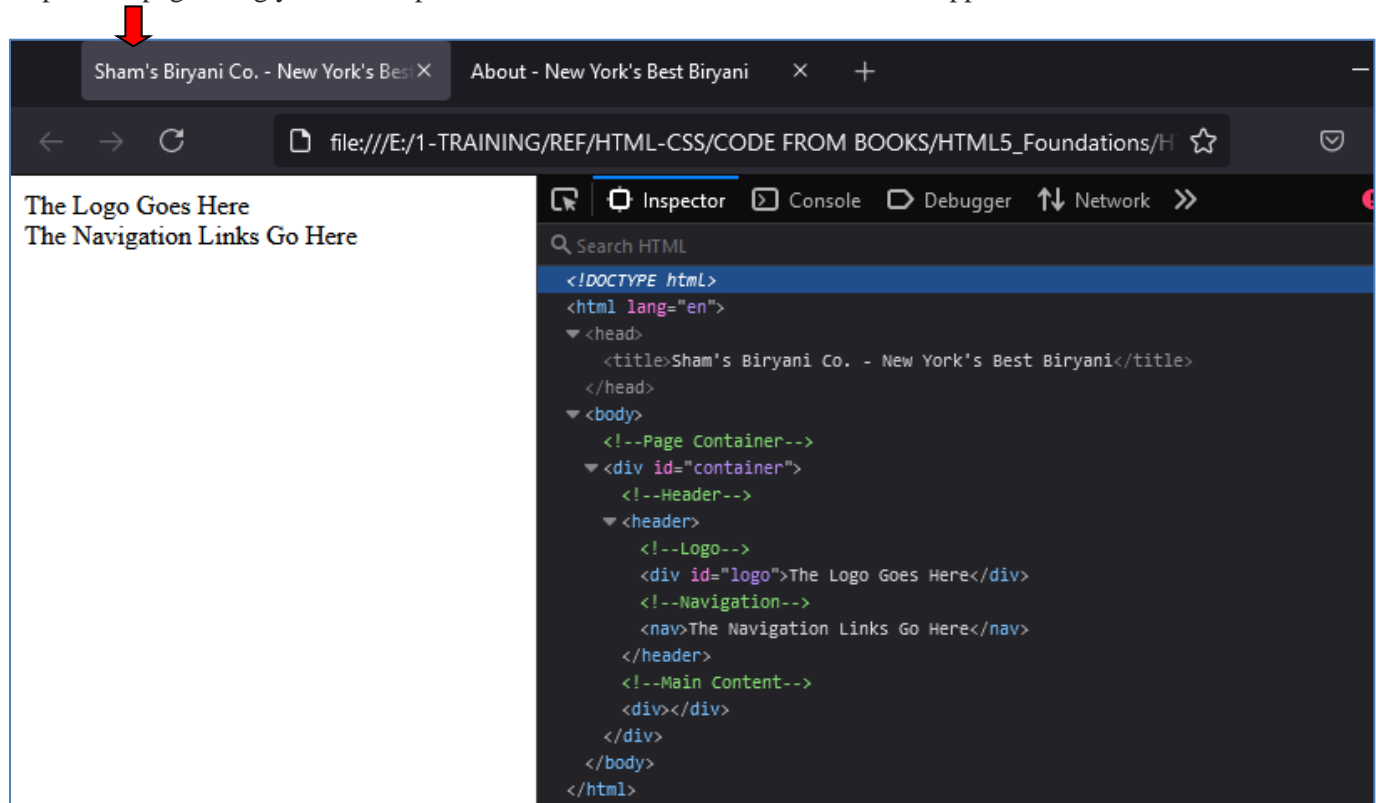 Sham's Biryani Co. - New York's Best
About - New York's Best Biryani
file:///E:/1-TRAINING/REF/HTML-CSS/CODE FROM BOOKS/HTML5_Foundations/H
The Logo Goes Here
The Navigation Links Go Here
Inspector Console Debugger Network
Search HTML
<!DOCTYPE html>
<html lang="en">
<head>
<title>Sham's Biryani Co. - New York's Best Biryani</title>
</head>
<body>
<!--Page Container-->
<div id="container">
<!--Header-->
<header>
<!--Logo-->
<div id="logo">The Logo Goes Here</div>
<!--Navigation-->
<nav>The Navigation Links Go Here</nav>
</header>
<!--Main Content-->
<div></div>
</div>
</body>
</html>